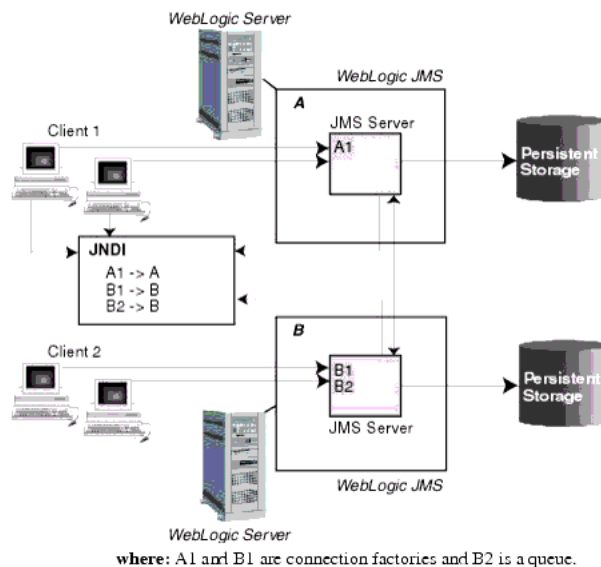 WebLogic Server
WebLogic JMS
A
JMS Server
A1
Client 1
Persistent
Storage
JNDI
A1 -> A
B1 -> B
B2 -> B
B
Client 2
B1
B2
JMS Server
Persistent
Storage
WebLogic JMS
WebLogic Server
where: A1 and B1 are connection factories and B2 is a queue.